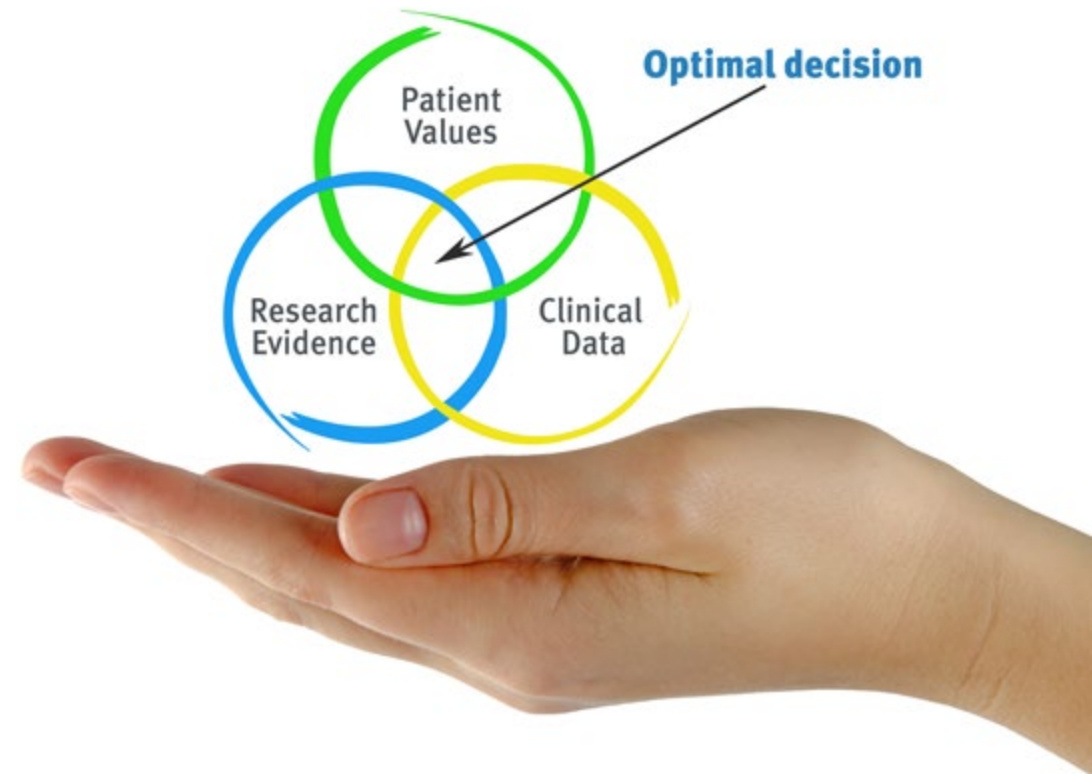 Optimal decision
Patient
Values
Research
Evidence
Clinical
Data